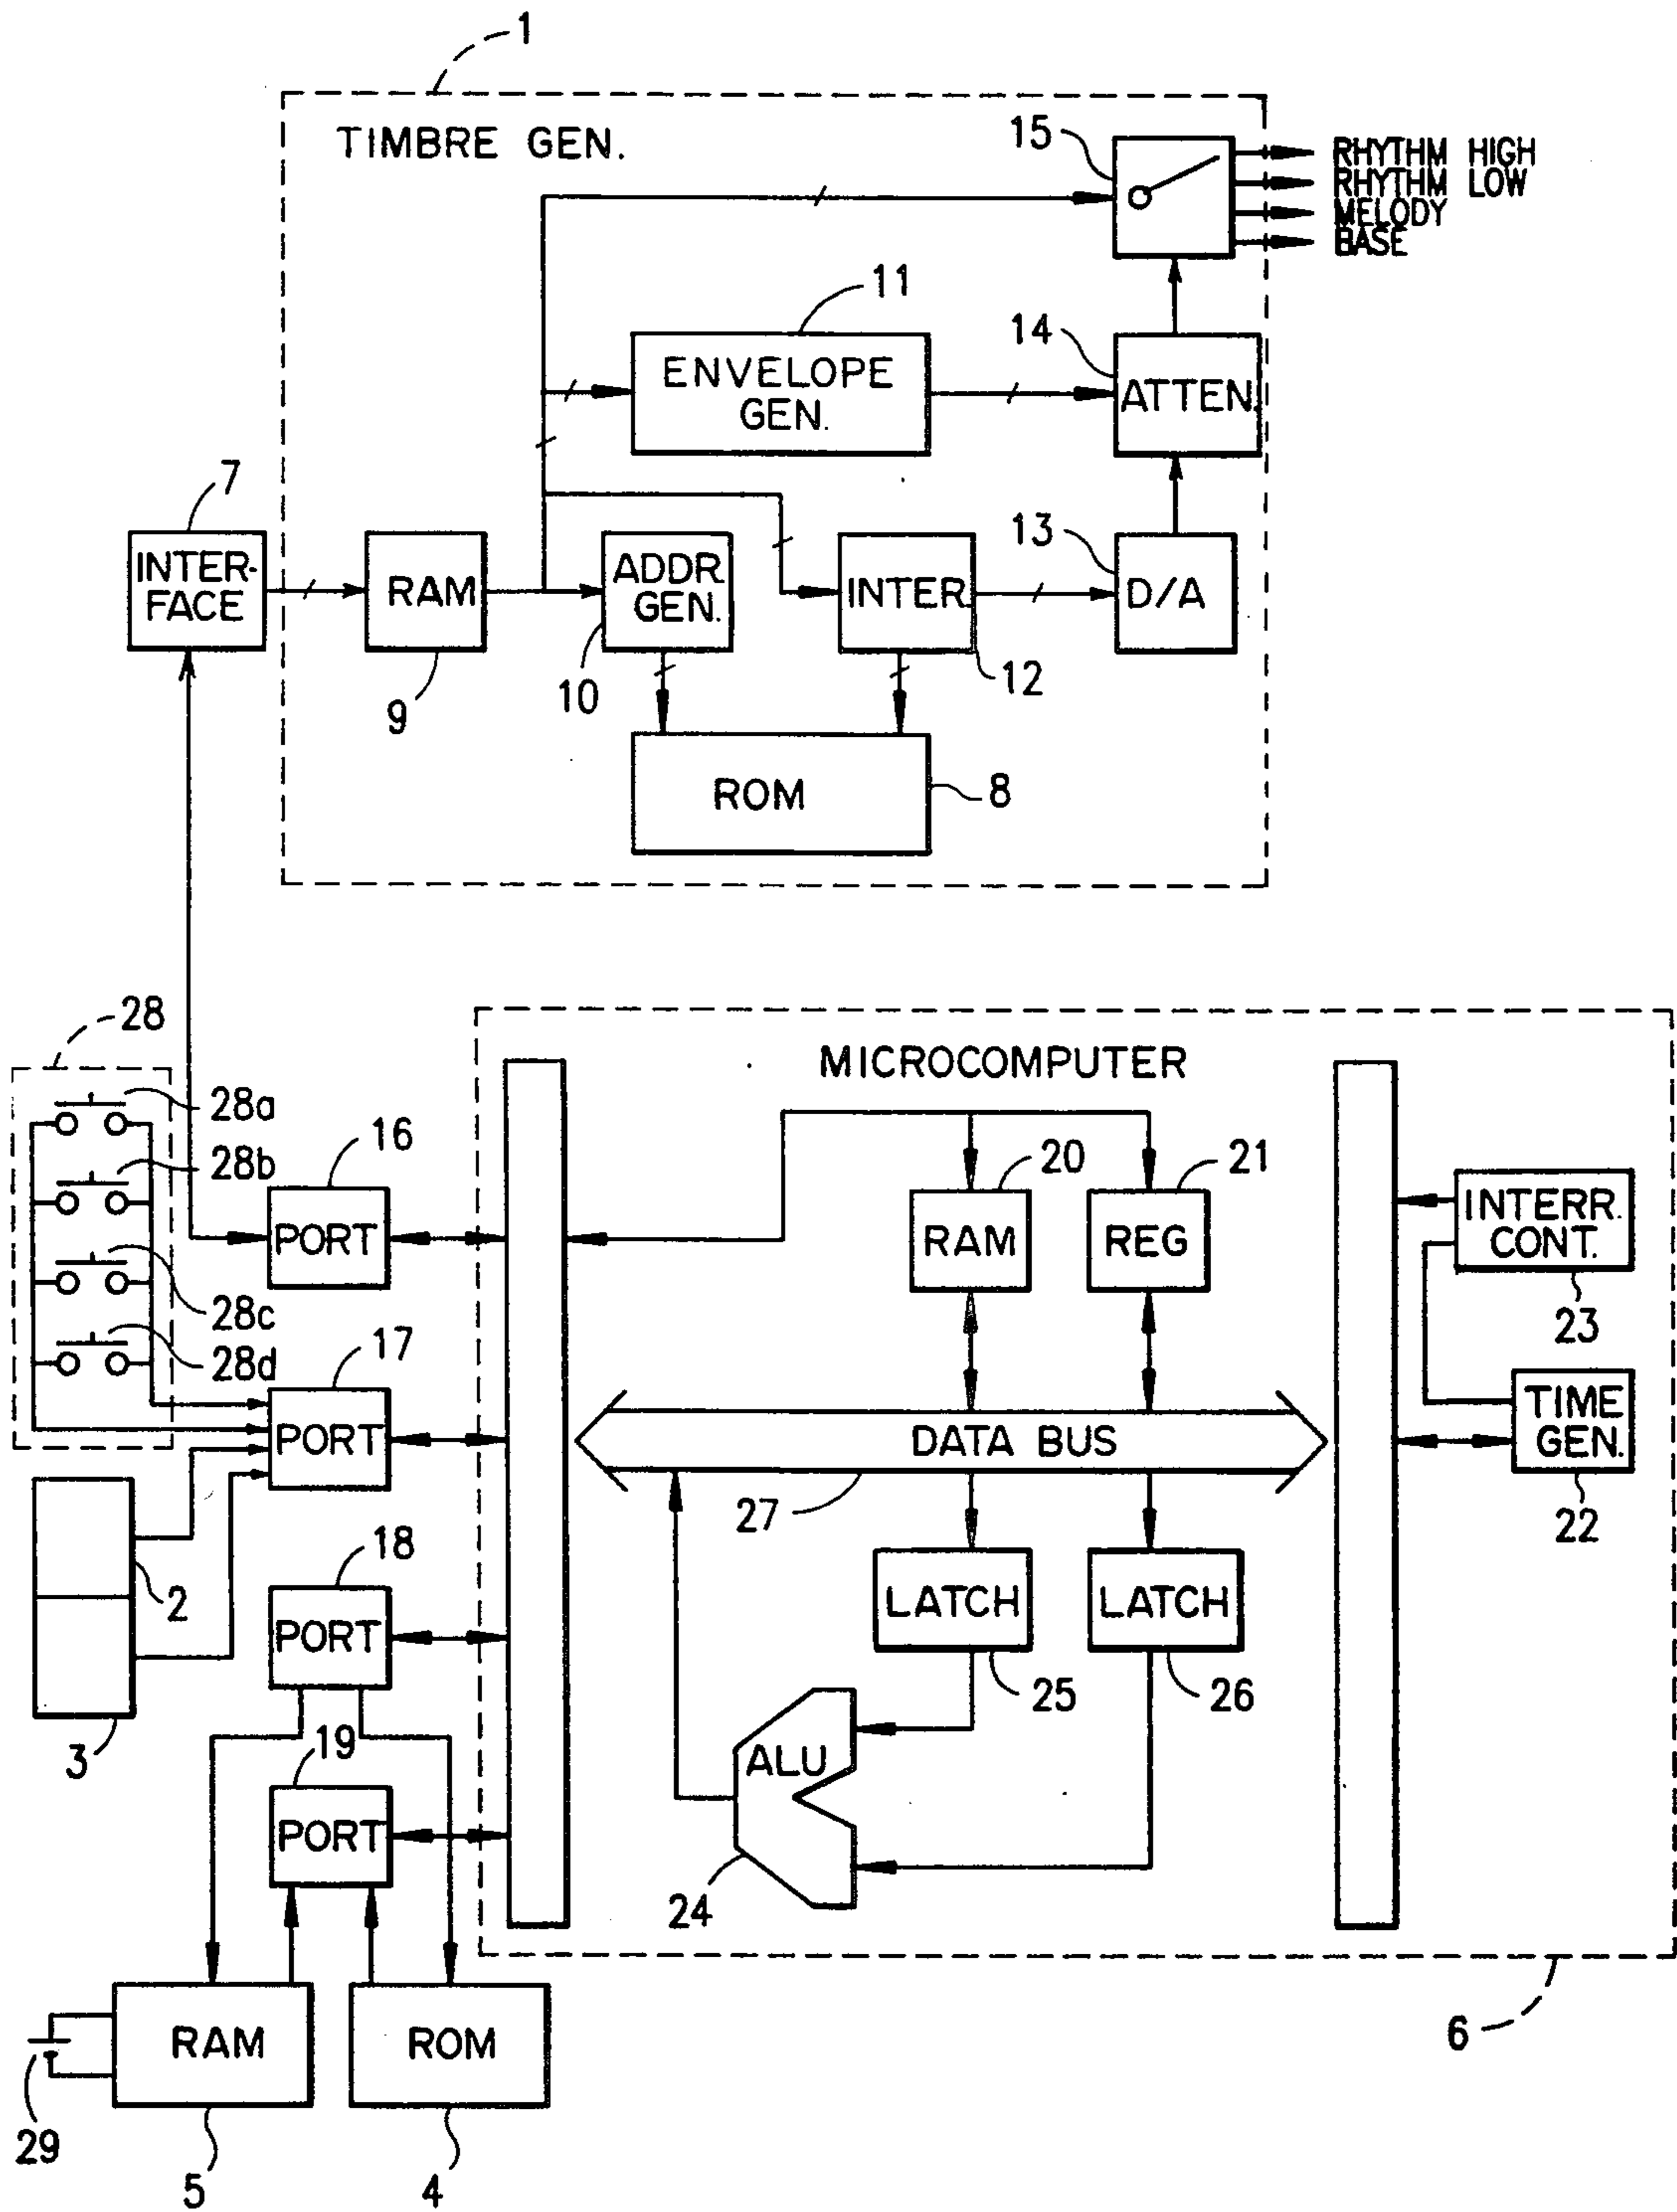 1
TIMBRE GEN.
15
RHYTHM HIGH
RHYTHM LOW
MELODY
BASE
11
ENVELOPE
GEN.
14
ATTEN.
7
INTER-
FACE
RAM
9
ADDR.
GEN.
10
INTER.
12
13
D/A
ROM
8
28
28a
28b
28c
28d
MICROCOMPUTER
16
PORT
20
RAM
21
REG
INTERR.
CONT.
23
17
PORT
DATA BUS
27
TIME
GEN.
22
2
3
18
PORT
LATCH
25
LATCH
26
19
PORT
ALU
24
6
29
RAM
5
ROM
4